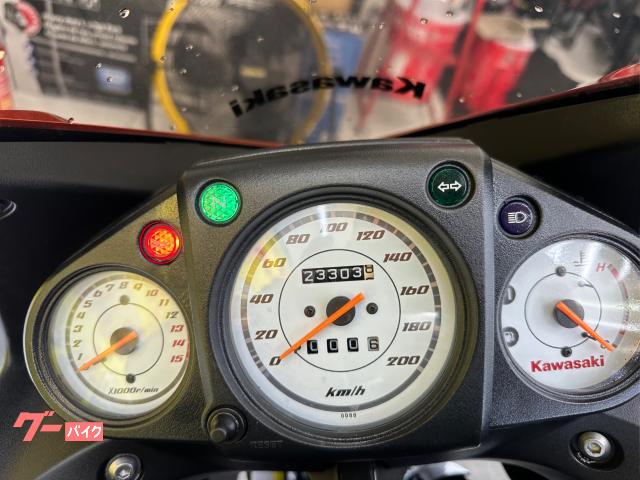 Kawasaki
80 100 120
60 140
40 160
20 180
0 200
23303
0006
km/h
0000
1 2 3 4 5 6 7 8 9 10 11 12 13 14 15
X1000r/min
H
Kawasaki
RESET
N
グーバイク